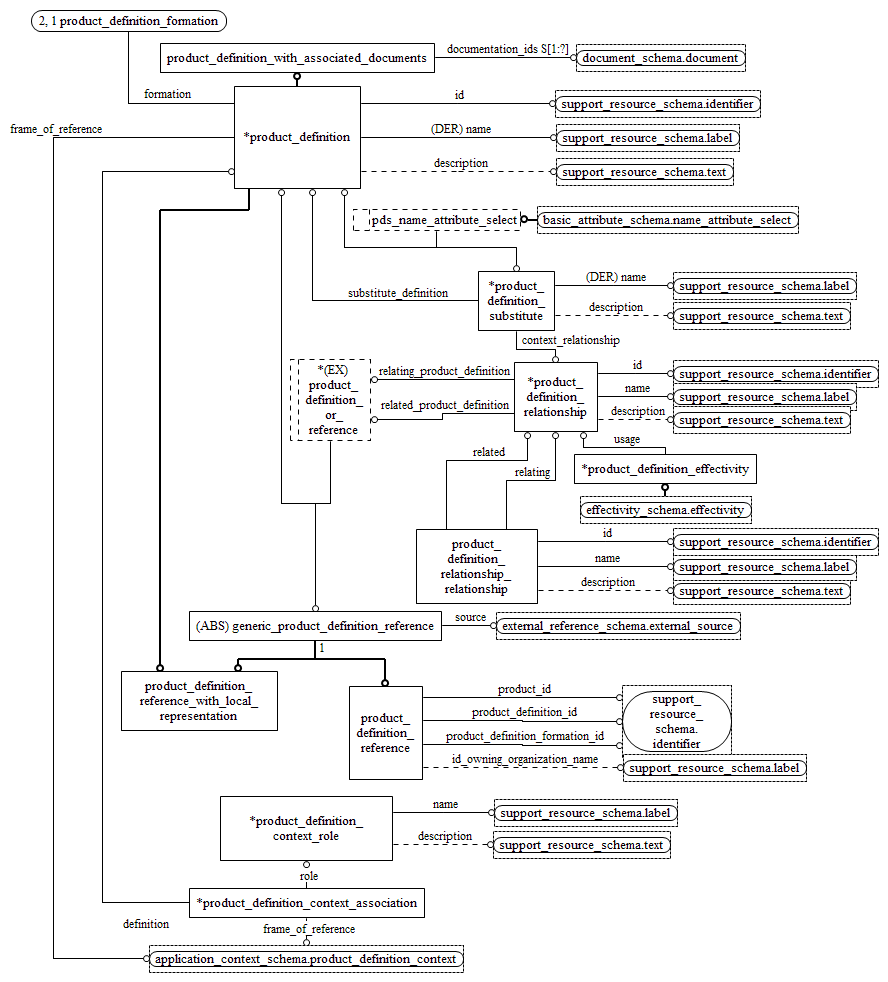 2, 1 product_definition_formation
product_definition_with_associated_documents
documentation_ids S[1:?]
document_schema.document
formation
id
support_resource_schema.identifier
frame_of_reference
*product_definition
(DER) name
support_resource_schema.label
description
support_resource_schema.text
pds_name_attribute_select
basic_attribute_schema.name_attribute_select
substitute_definition
*product_
definition_
substitute
(DER) name
support_resource_schema.label
description
support_resource_schema.text
context_relationship
*(EX)
product_
definition_
or_
reference
relating_product_definition
related_product_definition
*product_
definition_
relationship
id
support_resource_schema.identifier
name
support_resource_schema.label
description
support_resource_schema.text
usage
related
relating
*product_definition_effectivity
effectivity_schema.effectivity
product_
definition_
relationship_
relationship
id
support_resource_schema.identifier
name
support_resource_schema.label
description
support_resource_schema.text
(ABS) generic_product_definition_reference
source
external_reference_schema.external_source
1
product_definition_
reference_with_local_
representation
product_
definition_
reference
product_id
product_definition_id
product_definition_formation_id
id_owning_organization_name
support_
resource_
schema.
identifier
support_resource_schema.label
*product_definition_
context_role
name
support_resource_schema.label
description
support_resource_schema.text
role
*product_definition_context_association
definition
frame_of_reference
application_context_schema.product_definition_context